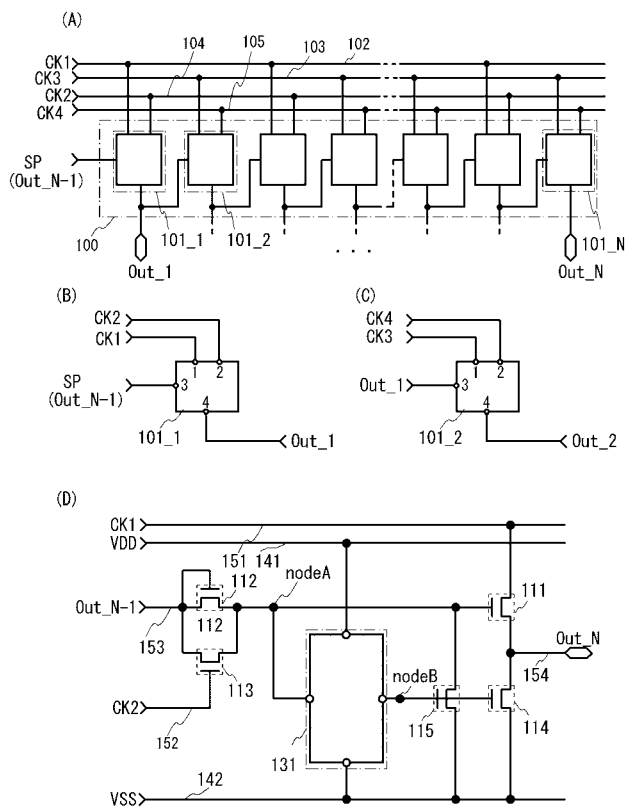 (A)
104 105 103 102
CK1
CK3
CK2
CK4
SP
(Out_N-1)
100 101_1 101_2 101_N
Out_1 ... Out_N
(B)
CK2
CK1
1 2
SP
(Out_N-1)
3
4
101_1
Out_1
(C)
CK4
CK3
1 2
Out_1
3
4
101_2
Out_2
(D)
CK1
VDD
151 141
112 nodeA
Out_N-1
112 111
153
Out_N
113 nodeB 154
CK2
152 131 115 114
142
VSS